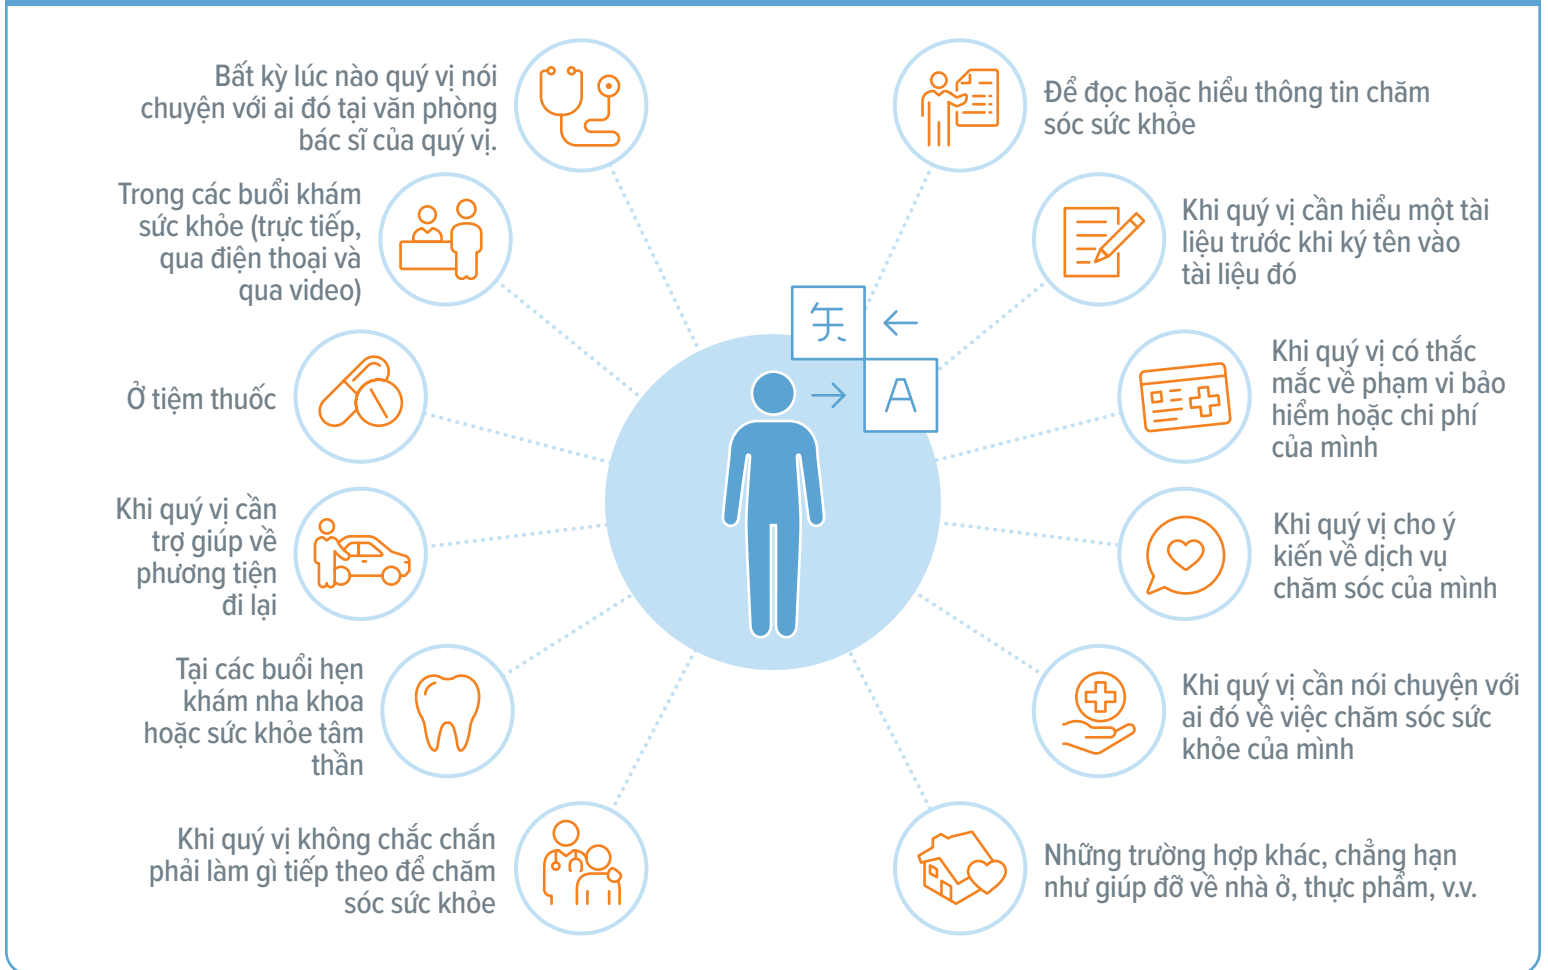 Bất kỳ lúc nào quý vị nói
chuyện với ai đó tại văn phòng
bác sĩ của quý vị.
Trong các buổi khám
sức khỏe (trực tiếp,
qua điện thoại và
qua video)
Ở tiệm thuốc
Khi quý vị cần
trợ giúp về
phương tiện
đi lại
Tại các buổi hẹn
khám nha khoa
hoặc sức khỏe tâm
thần
Khi quý vị không chắc chắn
phải làm gì tiếp theo để chăm
sóc sức khỏe
A
Để đọc hoặc hiểu thông tin chăm
sóc sức khỏe
Khi quý vị cần hiểu một tài
liệu trước khi ký tên vào
tài liệu đó
Khi quý vị có thắc
mắc về phạm vi bảo
hiểm hoặc chi phí
của mình
Khi quý vị cho ý
kiến về dịch vụ
chăm sóc của mình
Khi quý vị cần nói chuyện với
ai đó về việc chăm sóc sức
khỏe của mình
Những trường hợp khác, chẳng hạn
như giúp đỡ về nhà ở, thực phẩm, v.v.